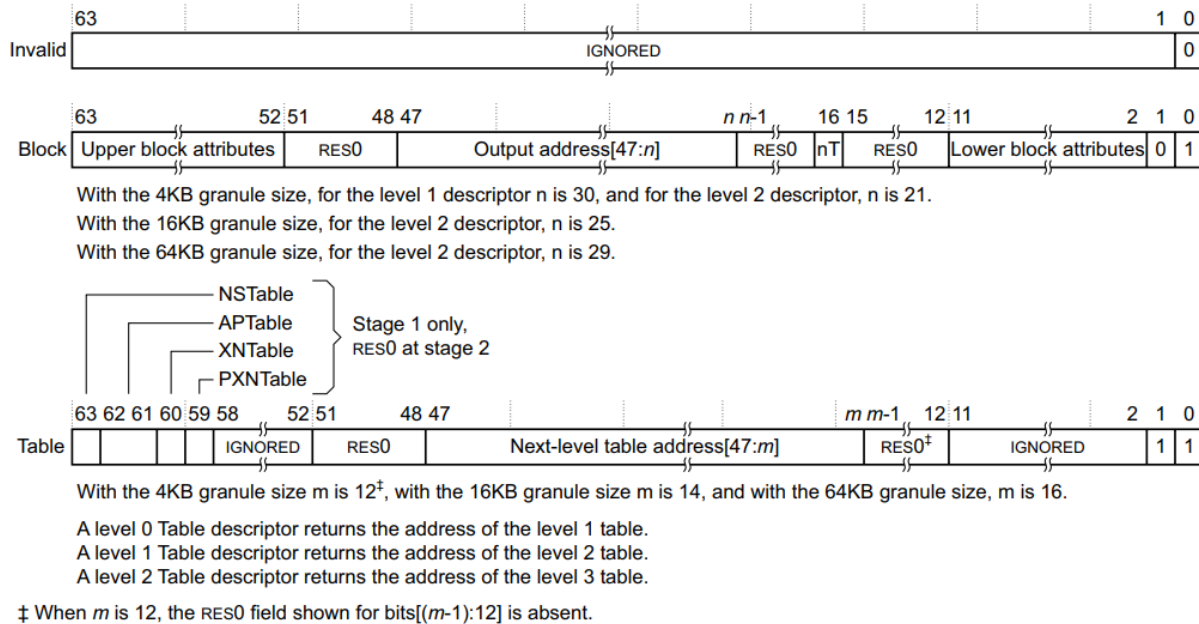 63 1 0
Invalid IGNORED 0
63 52 51 48 47 n n-1 16 15 12 11 2 1 0
Block Upper block attributes RES0 Output address[47:n] RES0 nT RES0 Lower block attributes 0 1
With the 4KB granule size, for the level 1 descriptor n is 30, and for the level 2 descriptor, n is 21.
With the 16KB granule size, for the level 2 descriptor, n is 25.
With the 64KB granule size, for the level 2 descriptor, n is 29.
NSTable
APTable
XNTable
PXNTable
Stage 1 only,
RES0 at stage 2
63 62 61 60 59 58 52 51 48 47 m m-1 12 11 2 1 0
Table IGNORED RES0 Next-level table address[47:m] RES0‡ IGNORED 1 1
With the 4KB granule size m is 12‡, with the 16KB granule size m is 14, and with the 64KB granule size, m is 16.
A level 0 Table descriptor returns the address of the level 1 table.
A level 1 Table descriptor returns the address of the level 2 table.
A level 2 Table descriptor returns the address of the level 3 table.
‡ When m is 12, the RES0 field shown for bits[(m-1):12] is absent.